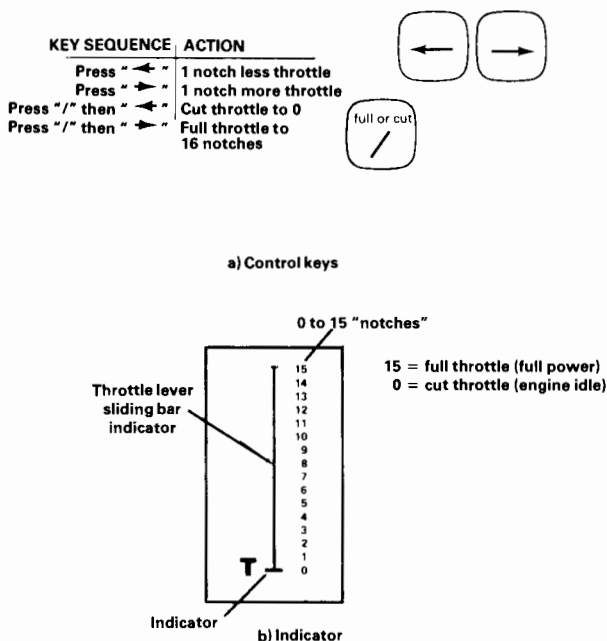 KEY SEQUENCE ACTION
Press " ← " 1 notch less throttle
Press " → " 1 notch more throttle
Press "/" then " ← " Cut throttle to 0
Press "/" then " → " Full throttle to
16 notches
← →
full or cut
/
a) Control keys
0 to 15 "notches"
15 = full throttle (full power)
0 = cut throttle (engine idle)
Throttle lever
sliding bar
indicator
15
14
13
12
11
10
9
8
7
6
5
4
3
2
1
0
T
Indicator
b) Indicator